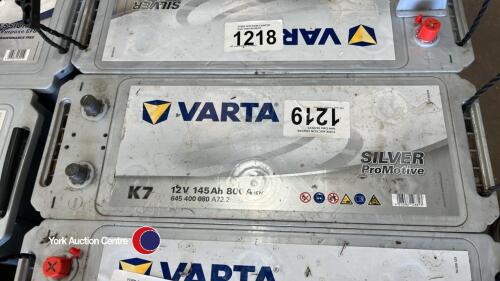 SILVER
ProMotive
1218
VARTA
VARTA
1219
SILVER
ProMotive
K7
12V 145Ah 800A
645 400 080 A72.2
York Auction Centre
VARTA